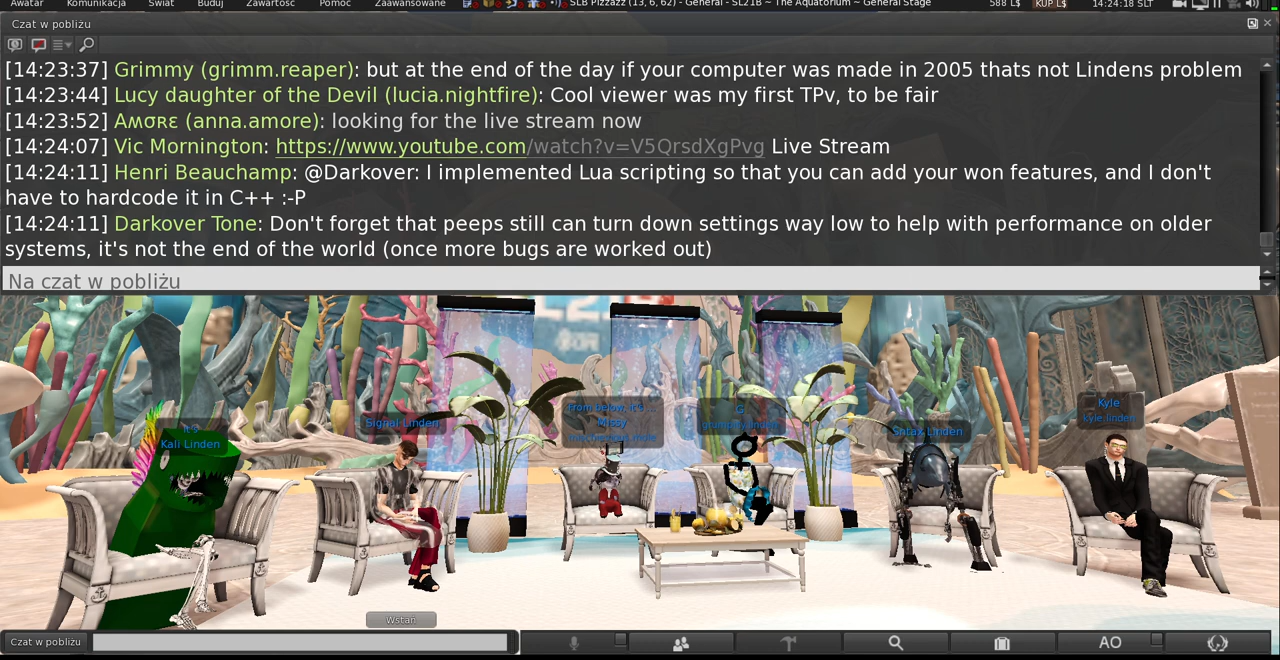 Awatar Komunikacja Świat Buduj Zawartość Pomoc Zaawansowane SLB Pizzazz (13, 6, 62) - General - SL21B ~ The Aquatorium ~ General Stage 588 L$ KUP L$ 14:24:18 SLT
Czat w pobliżu
[14:23:37] Grimmy (grimm.reaper): but at the end of the day if your computer was made in 2005 thats not Lindens problem
[14:23:44] Lucy daughter of the Devil (lucia.nightfire): Cool viewer was my first TPv, to be fair
[14:23:52] Aмσʀɛ (anna.amore): looking for the live stream now
[14:24:07] Vic Mornington: https://www.youtube.com/watch?v=V5QrsdXgPvg Live Stream
[14:24:11] Henri Beauchamp: @Darkover: I implemented Lua scripting so that you can add your won features, and I don't
have to hardcode it in C++ :-P
[14:24:11] Darkover Tone: Don't forget that peeps still can turn down settings way low to help with performance on older
systems, it's not the end of the world (once more bugs are worked out)
Na czat w pobliżu
It's
Kali Linden
Signal Linden
From below, it's ...
Missy
G
Kyle
kyle.linden
Sntax Linden
Wstań
Czat w pobliżu
AO